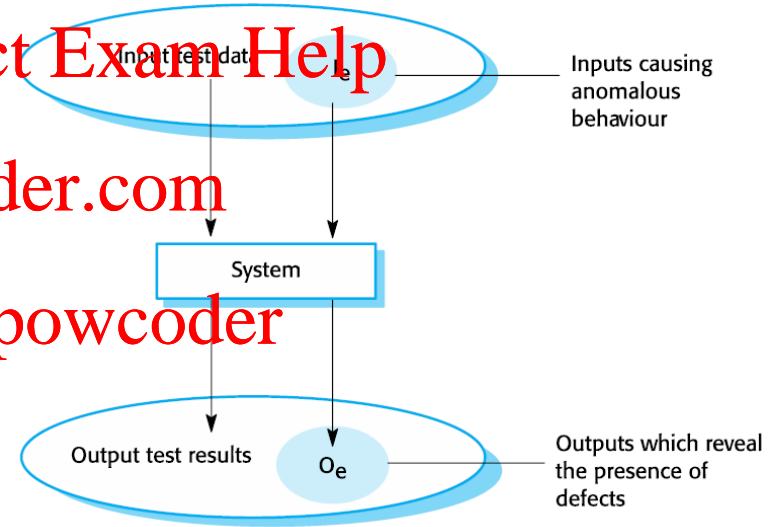 ct Exam Help
Input test data
Ie
Inputs causing
anomalous
behaviour
der.com
System
powcoder
Output test results
Oe
Outputs which reveal
the presence of
defects